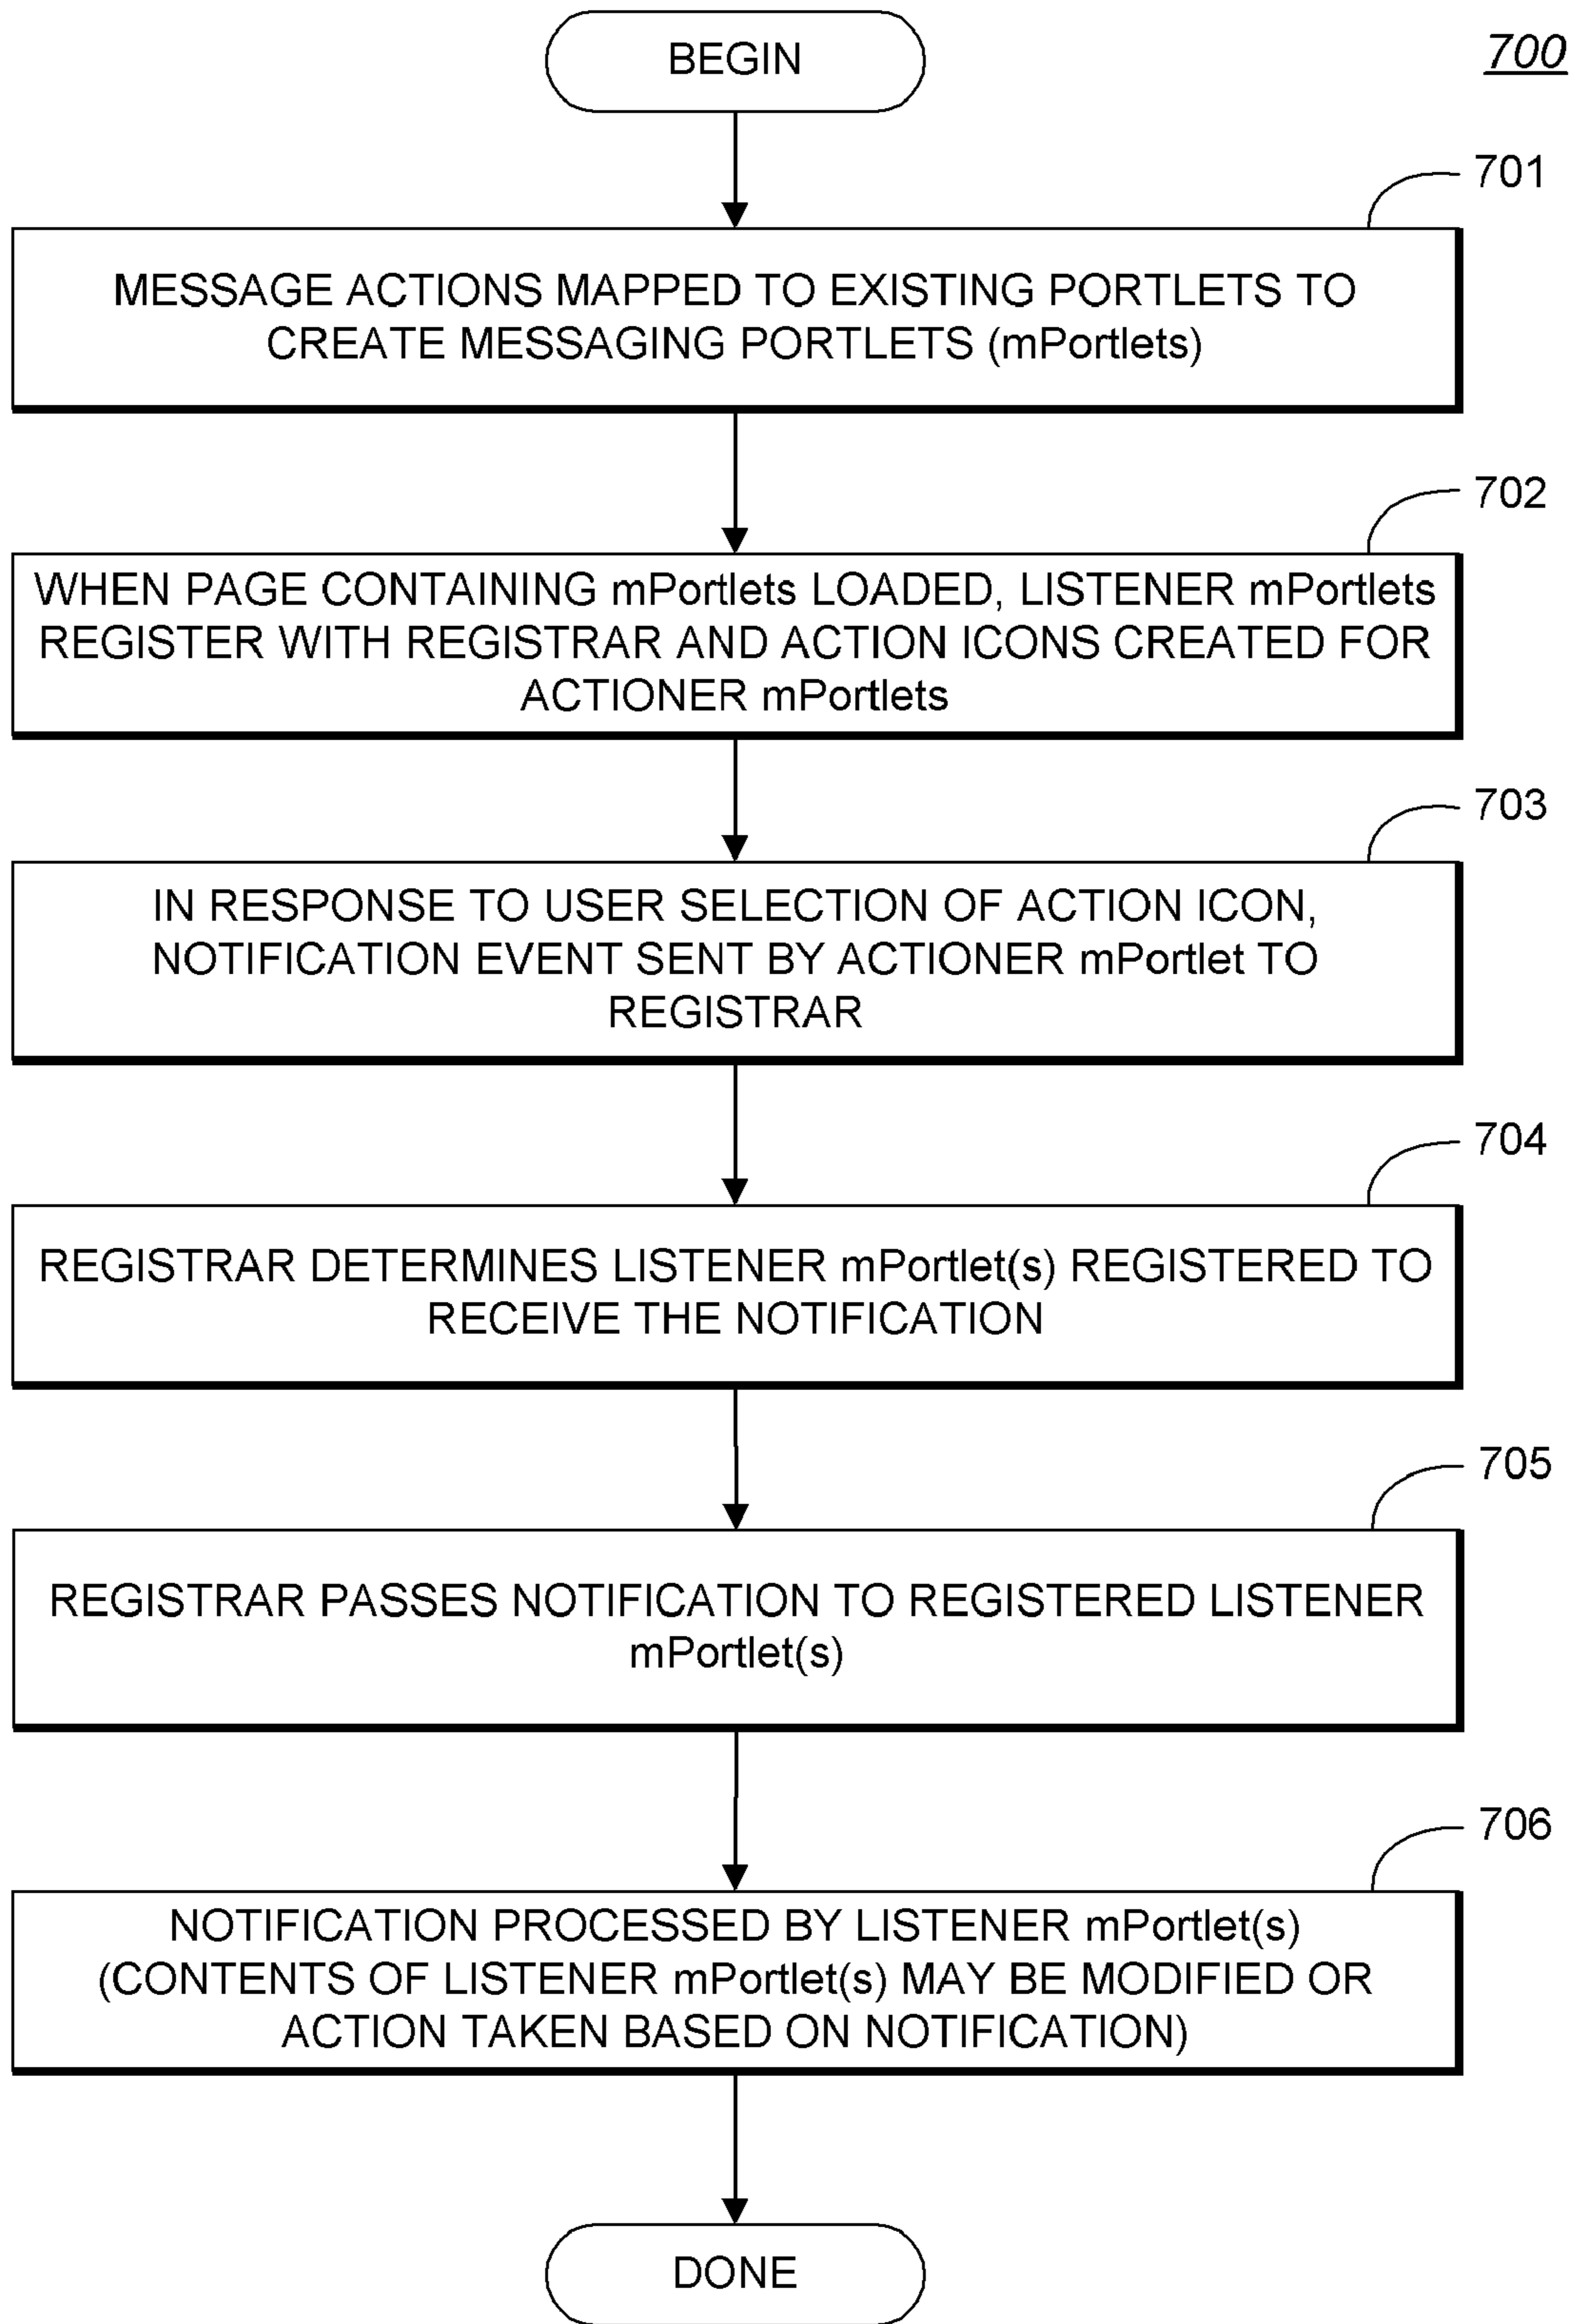 BEGIN
700
701
MESSAGE ACTIONS MAPPED TO EXISTING PORTLETS TO
CREATE MESSAGING PORTLETS (mPortlets)
702
WHEN PAGE CONTAINING mPortlets LOADED, LISTENER mPortlets
REGISTER WITH REGISTRAR AND ACTION ICONS CREATED FOR
ACTIONER mPortlets
703
IN RESPONSE TO USER SELECTION OF ACTION ICON,
NOTIFICATION EVENT SENT BY ACTIONER mPortlet TO
REGISTRAR
704
REGISTRAR DETERMINES LISTENER mPortlet(s) REGISTERED TO
RECEIVE THE NOTIFICATION
705
REGISTRAR PASSES NOTIFICATION TO REGISTERED LISTENER
mPortlet(s)
706
NOTIFICATION PROCESSED BY LISTENER mPortlet(s)
(CONTENTS OF LISTENER mPortlet(s) MAY BE MODIFIED OR
ACTION TAKEN BASED ON NOTIFICATION)
DONE